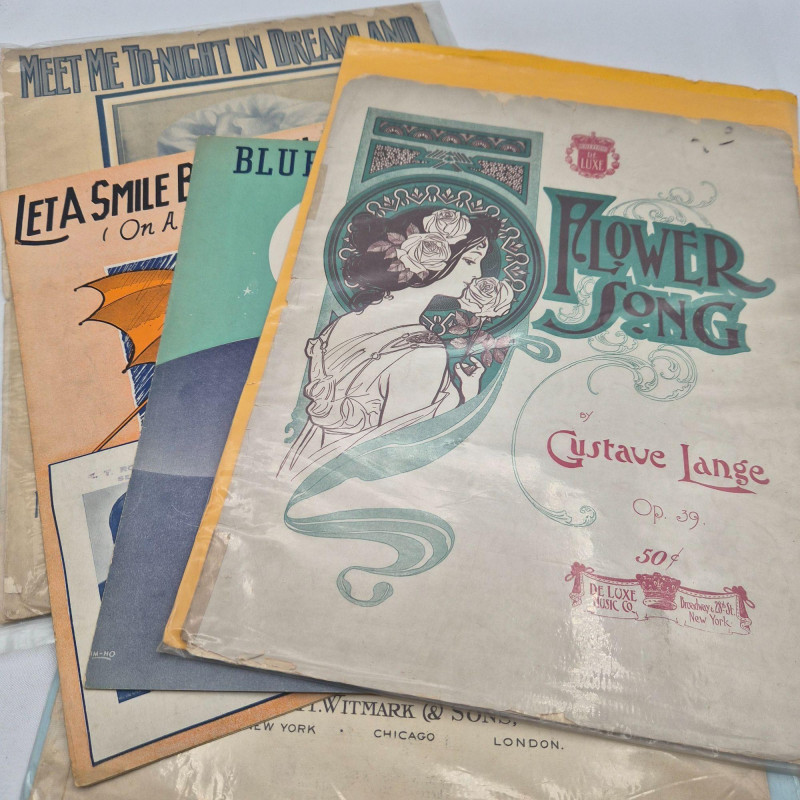 MEET ME TO-NIGHT IN DREAMLAND
LET A SMILE B
( ON A
BLUE
DE
LUXE
FLOWER
SONG
BY
GUSTAVE LANGE
Op. 39.
50¢
DE LUXE
MUSIC CO.
Broadway & 28th St.
New York.
WITMARK & SONS,
NEW YORK · CHICAGO LONDON.